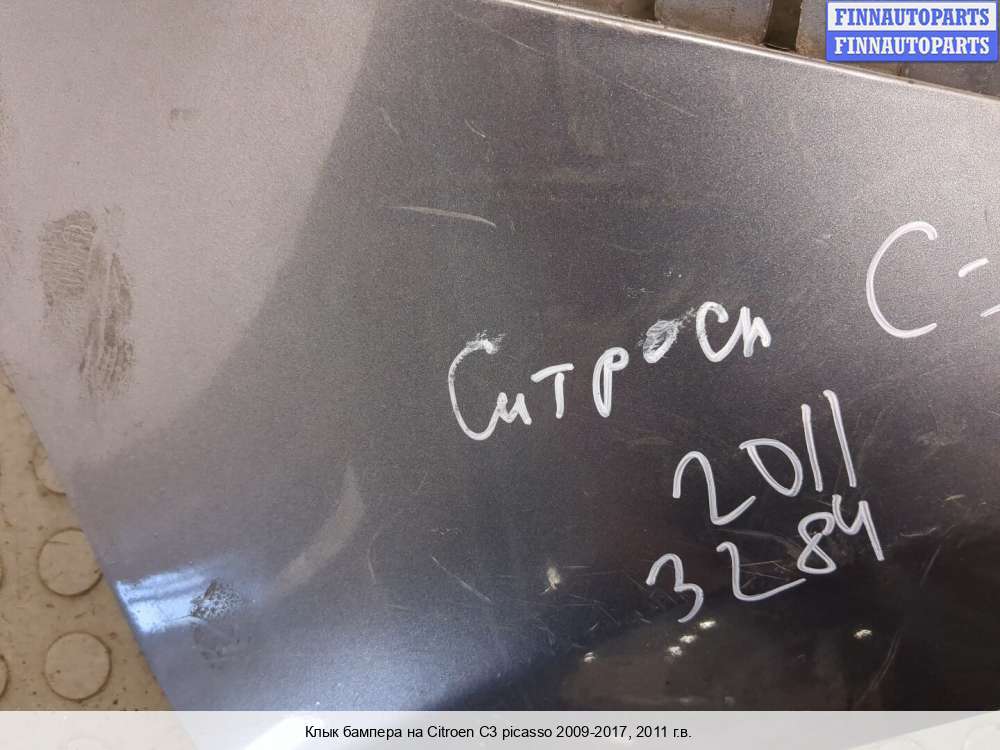 FINNAUTOPARTS
FINNAUTOPARTS
Ситроен С
2011
3284
Клык бампера на Citroen C3 picasso 2009-2017, 2011 г.в.